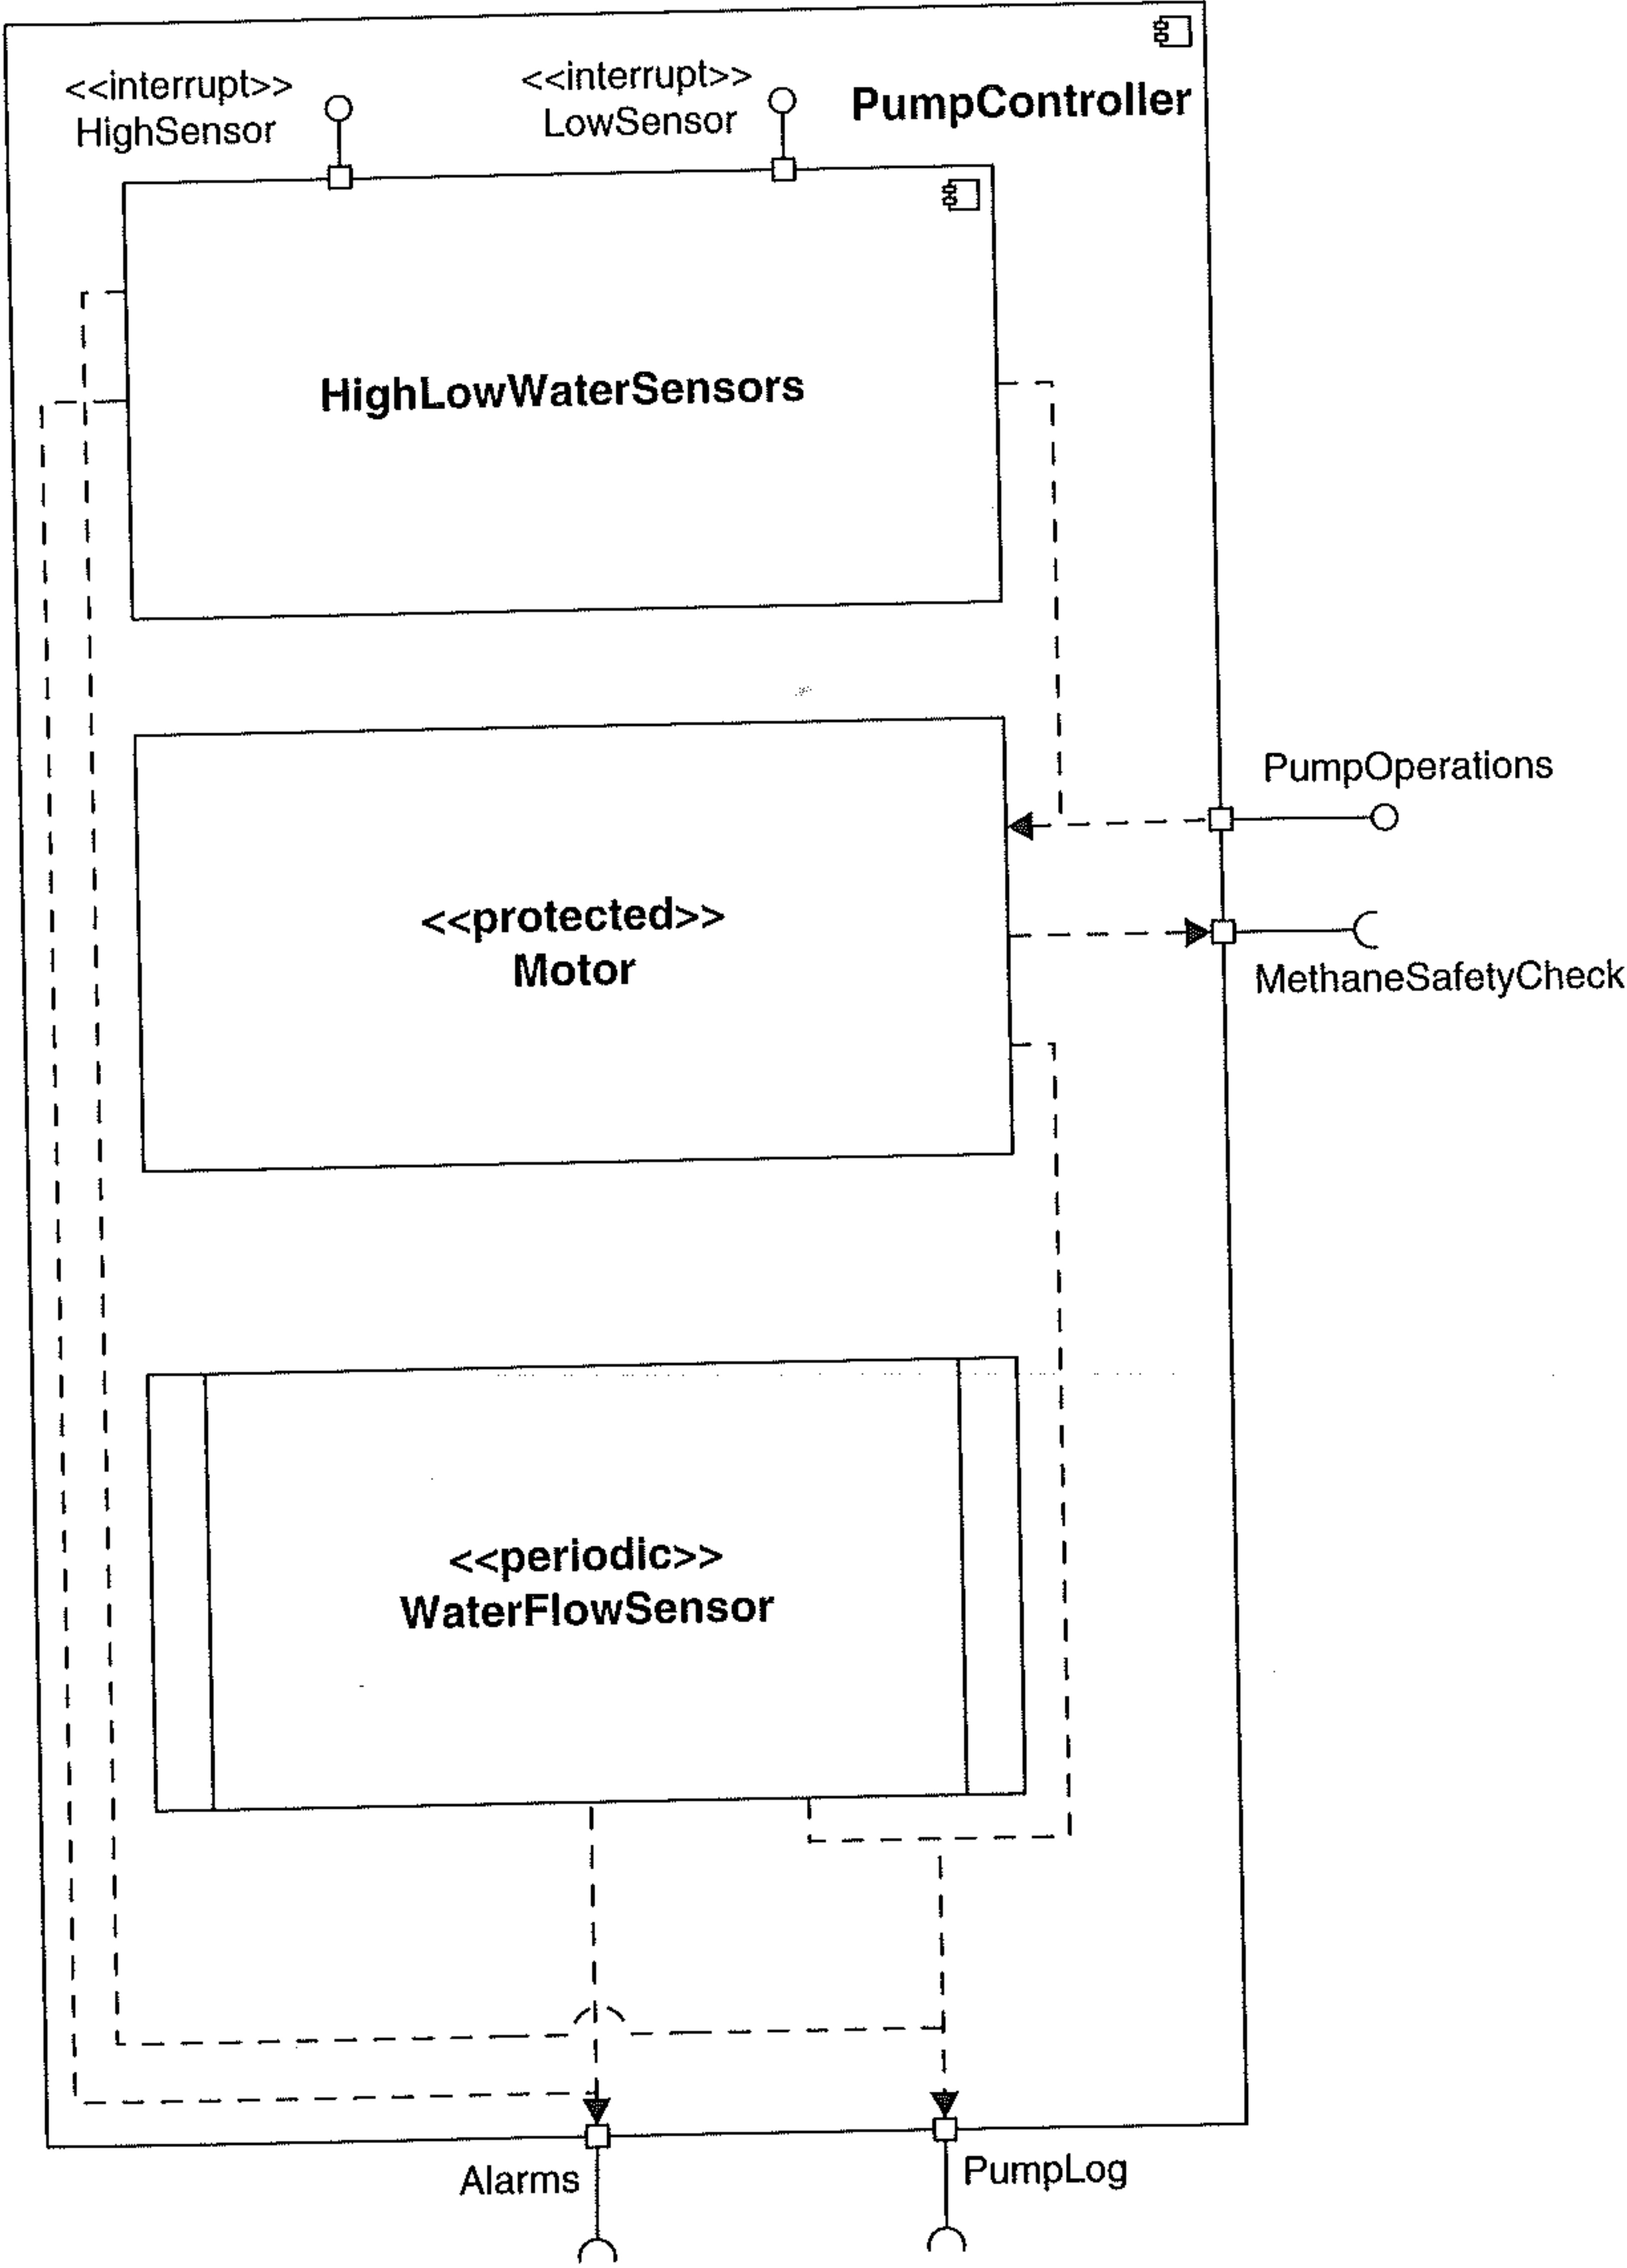 <<interrupt>>
HighSensor
<<interrupt>>
LowSensor
PumpController
HighLowWaterSensors
PumpOperations
<<protected>>
Motor
MethaneSafetyCheck
<<periodic>>
WaterFlowSensor
Alarms
PumpLog